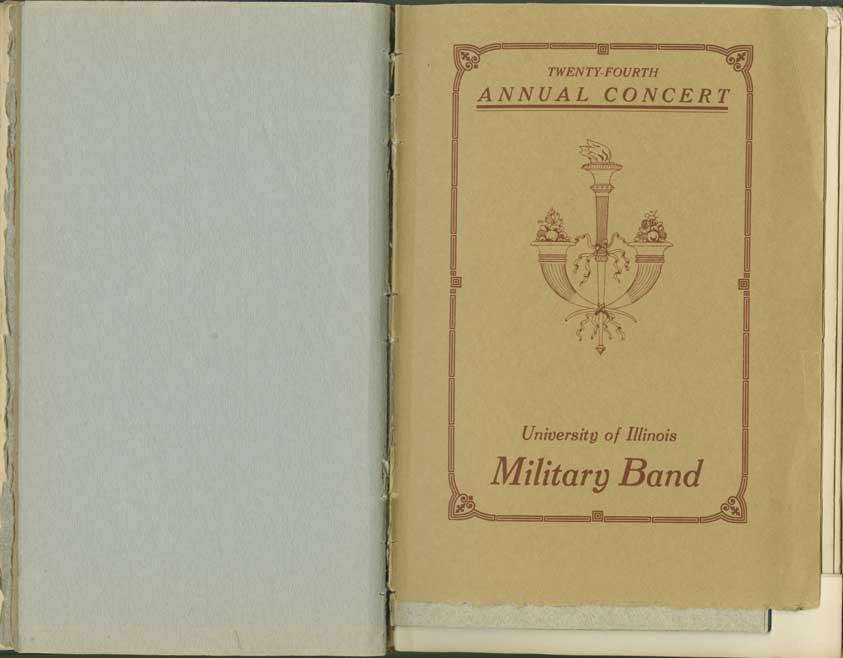 TWENTY-FOURTH
ANNUAL CONCERT
University of Illinois
Military Band